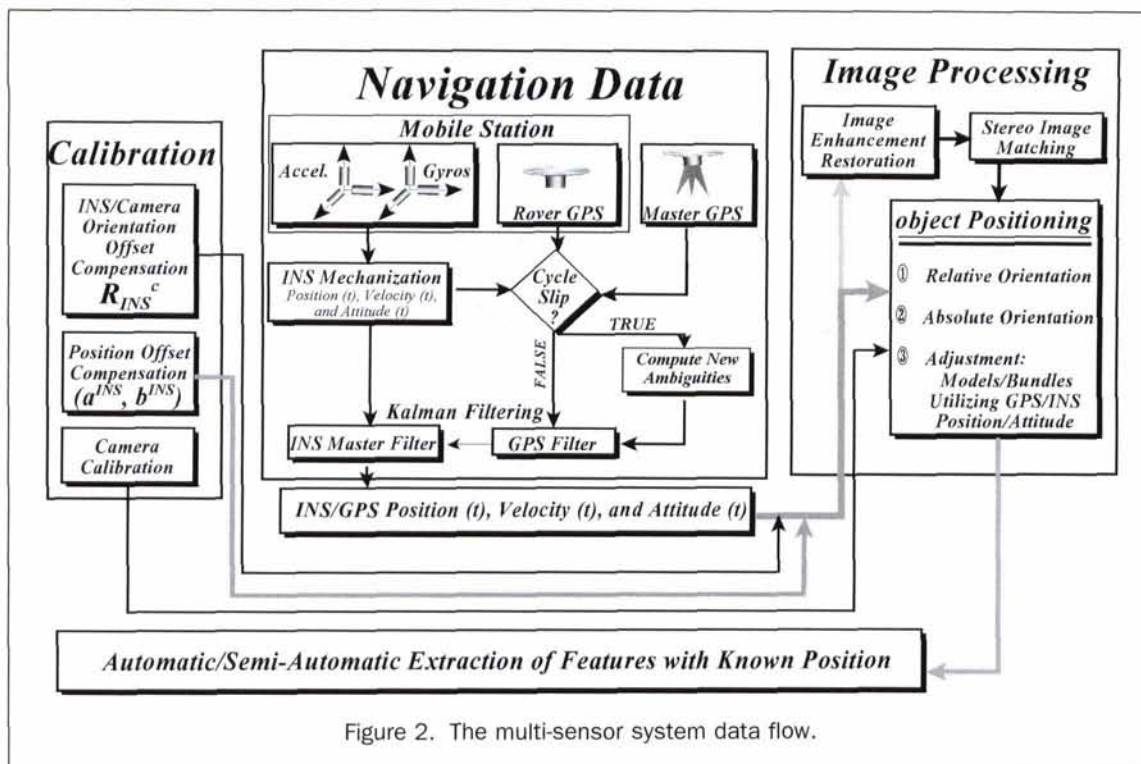 Navigation Data
Mobile Station
Accel.
Gyros
Rover GPS
Master GPS
INS Mechanization
Position (t), Velocity (t),
and Attitude (t)
Cycle
Slip
?
TRUE
FALSE
Compute New
Ambiguities
Kalman Filtering
INS Master Filter
GPS Filter
INS/GPS Position (t), Velocity (t), and Attitude (t)
Calibration
INS/Camera
Orientation
Offset
Compensation
R_INS^c
Position Offset
Compensation
(a^INS, b^INS)
Camera
Calibration
Image Processing
Image
Enhancement
Restoration
Stereo Image
Matching
object Positioning
① Relative Orientation
② Absolute Orientation
③ Adjustment:
Models/Bundles
Utilizing GPS/INS
Position/Attitude
Automatic/Semi-Automatic Extraction of Features with Known Position
Figure 2. The multi-sensor system data flow.